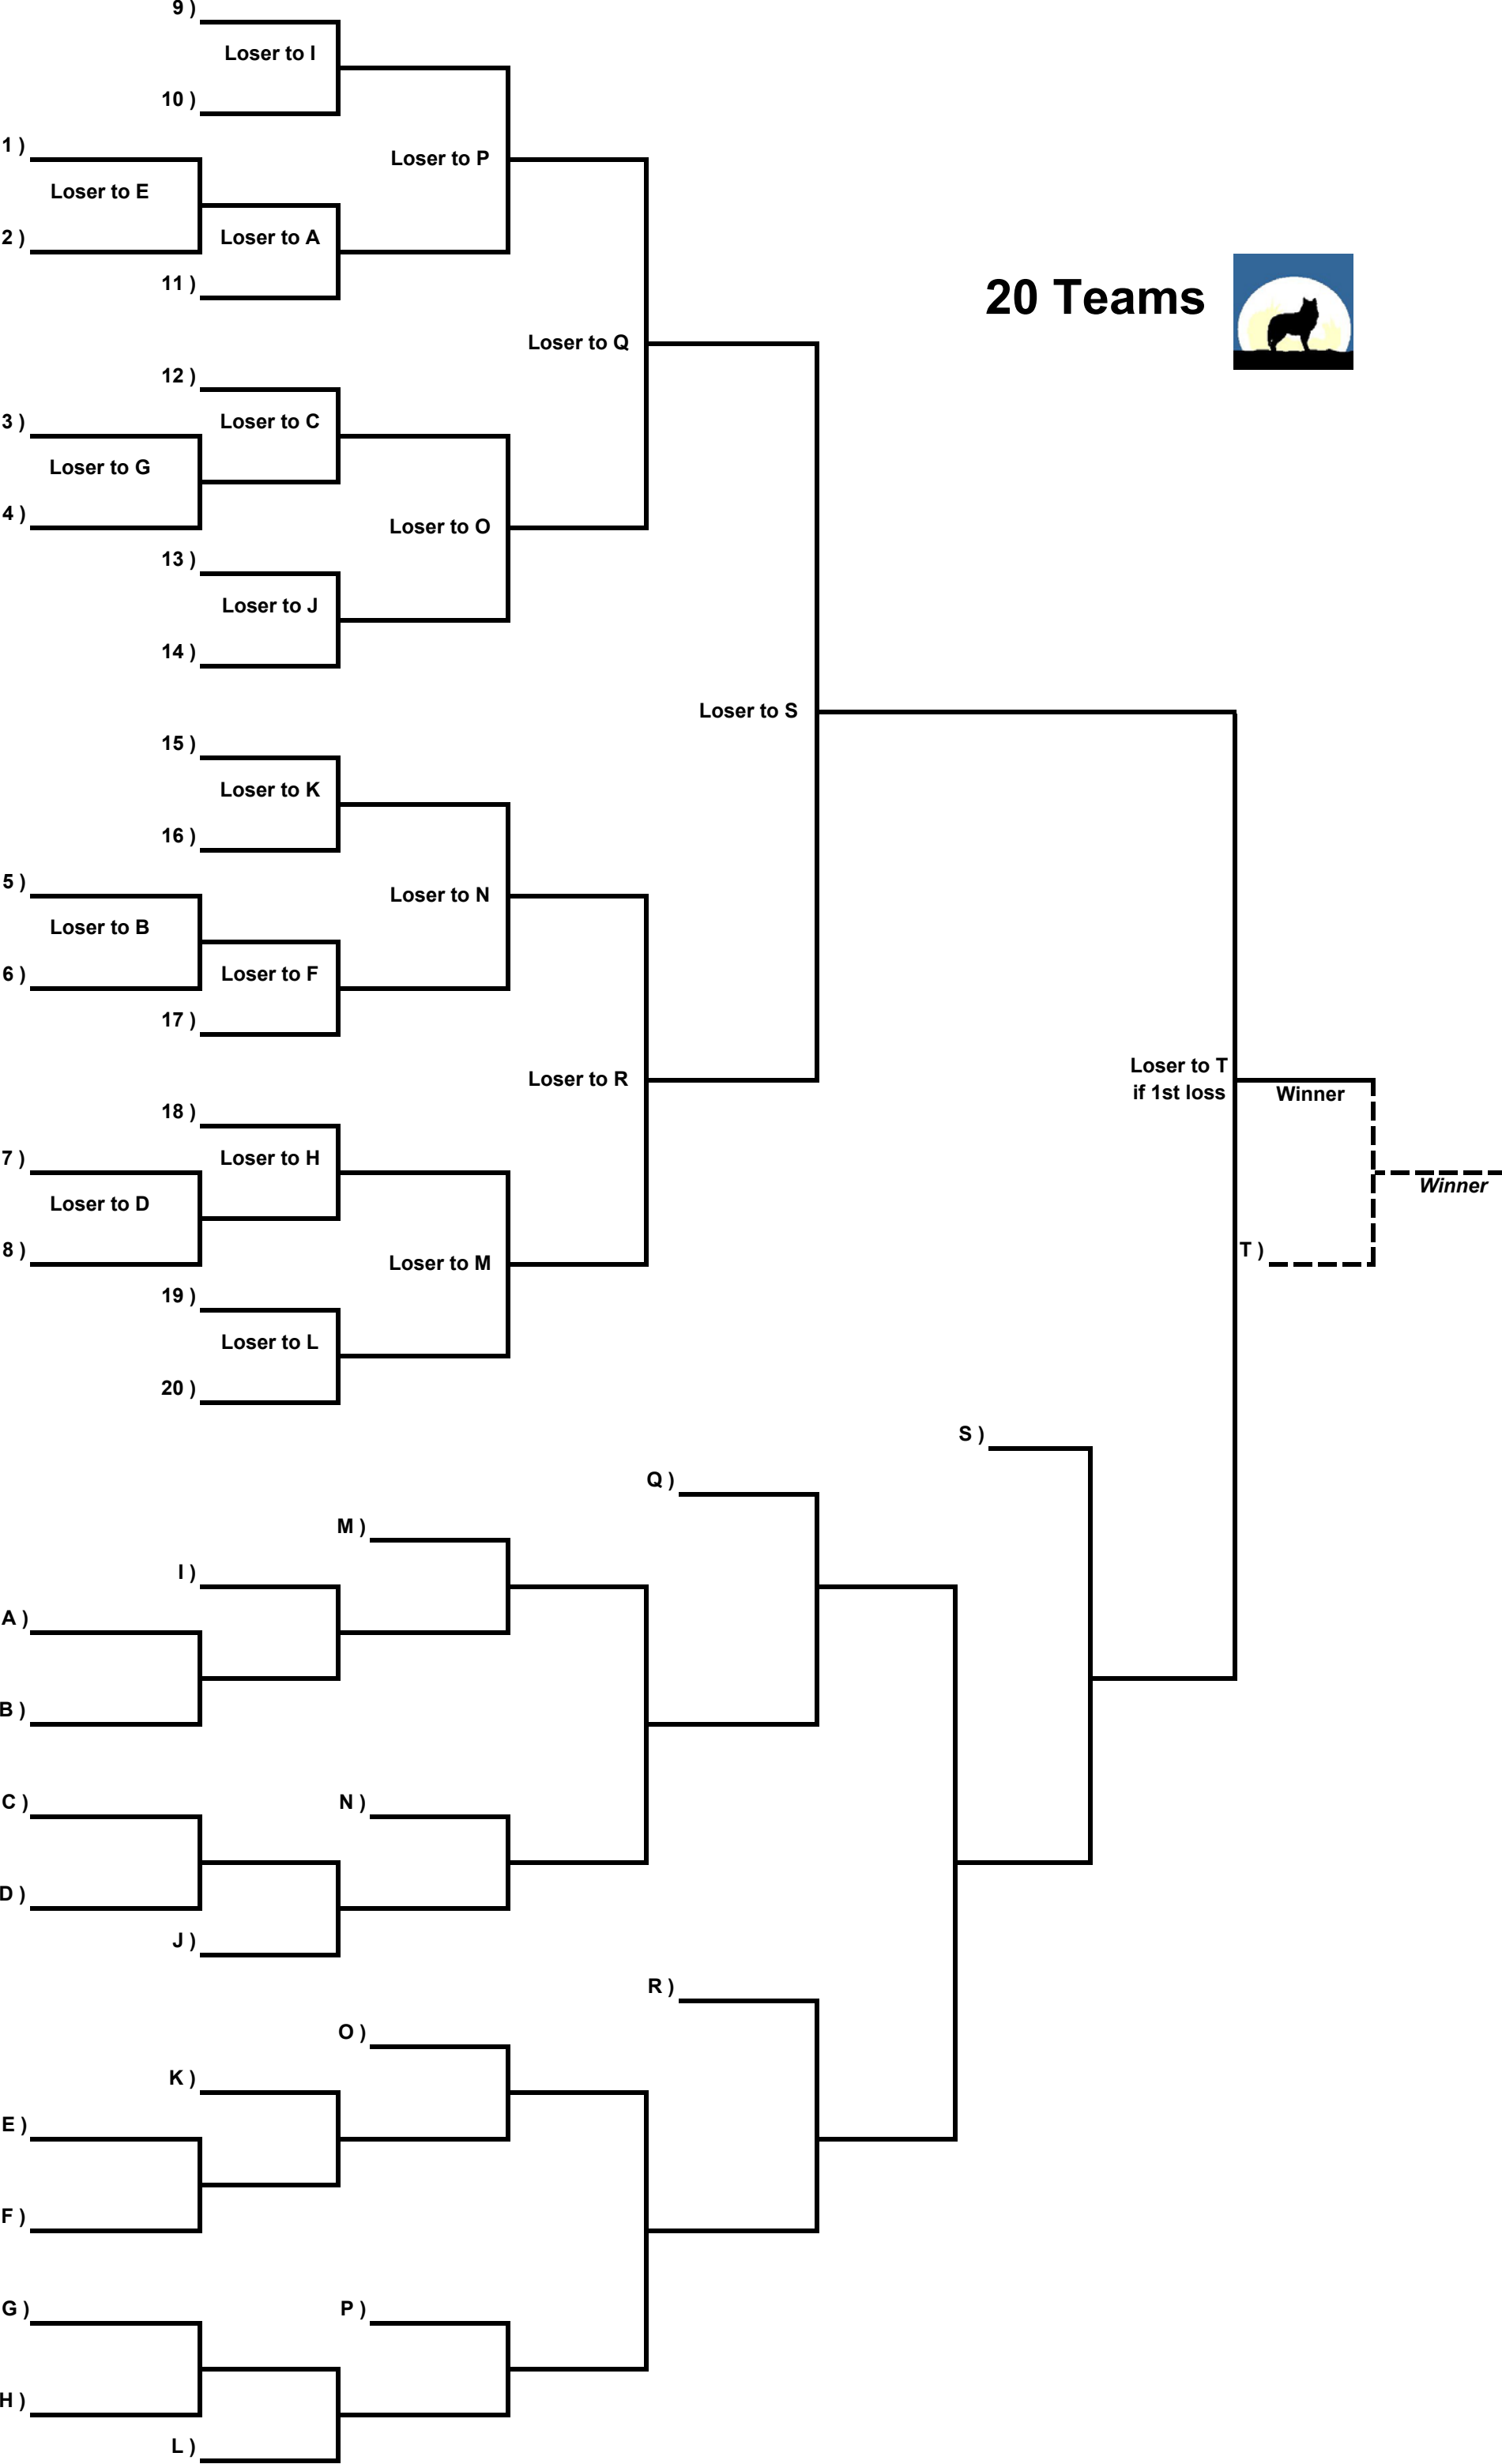 9 )
Loser to I
10 )
1 )
Loser to P
Loser to E
2 )
Loser to A
11 )
20 Teams
Loser to Q
12 )
3 )
Loser to C
Loser to G
4 )
Loser to O
13 )
Loser to J
14 )
Loser to S
15 )
Loser to K
16 )
5 )
Loser to N
Loser to B
6 )
Loser to F
17 )
Loser to T
if 1st loss
Winner
Loser to R
18 )
7 )
Loser to H
Winner
Loser to D
8 )
T )
Loser to M
19 )
Loser to L
20 )
S )
Q )
M )
I )
A )
B )
C )
N )
D )
J )
R )
O )
K )
E )
F )
G )
P )
H )
L )